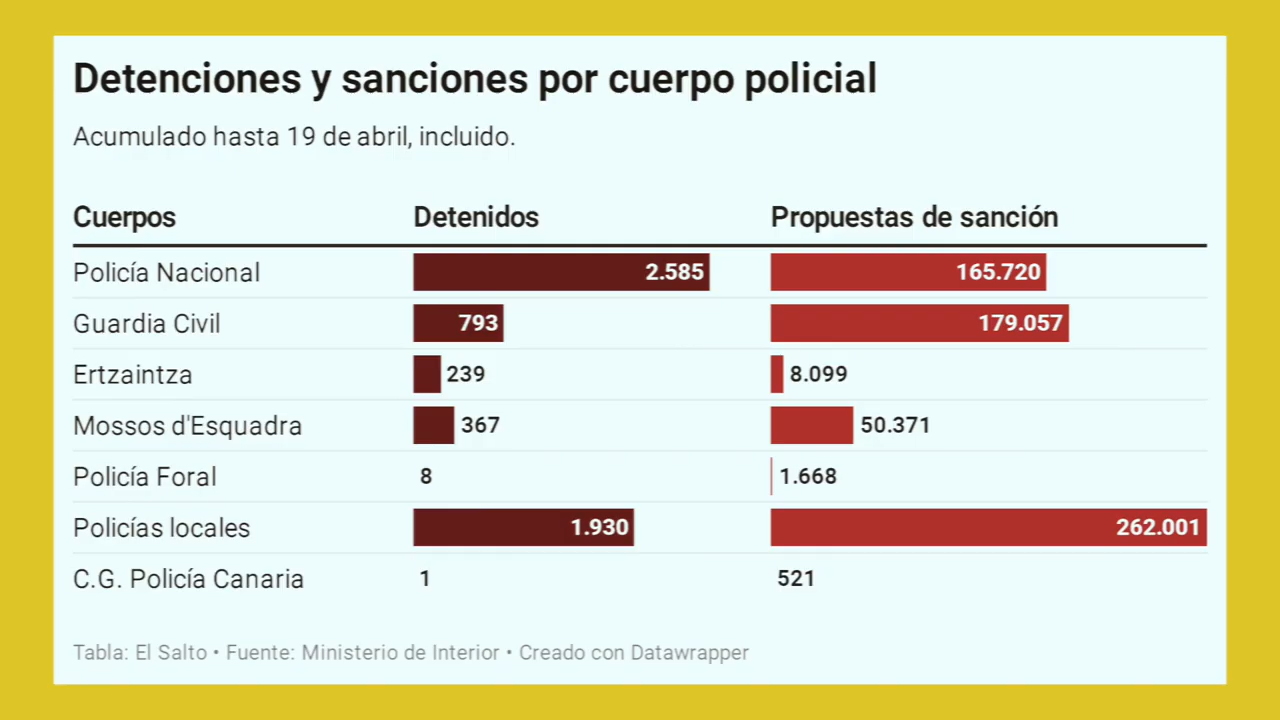 Detenciones y sanciones por cuerpo policial
Acumulado hasta 19 de abril, incluido.
Cuerpos Detenidos Propuestas de sanción
Policía Nacional 2.585 165.720
Guardia Civil 793 179.057
Ertzaintza 239 8.099
Mossos d'Esquadra 367 50.371
Policía Foral 8 1.668
Policías locales 1.930 262.001
C.G. Policía Canaria 1 521
Tabla: El Salto • Fuente: Ministerio de Interior • Creado con Datawrapper